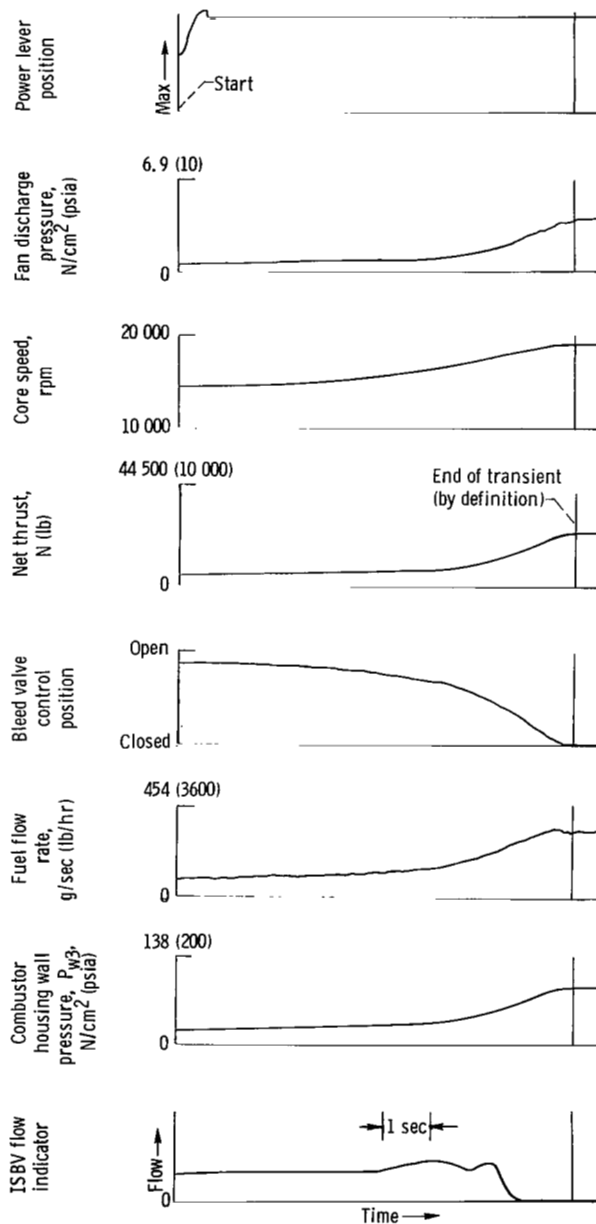 Power lever
position
Max
Start
Fan discharge
pressure,
N/cm2 (psia)
6.9 (10)
0
Core speed,
rpm
20 000
10 000
Net thrust,
N (lb)
44 500 (10 000)
0
End of transient
(by definition)
Bleed valve
control
position
Open
Closed
Fuel flow
rate,
g/sec (lb/hr)
454 (3600)
0
Combustor
housing wall
pressure, Pw3,
N/cm2 (psia)
138 (200)
0
ISBV flow
indicator
Flow
0
1 sec
Time